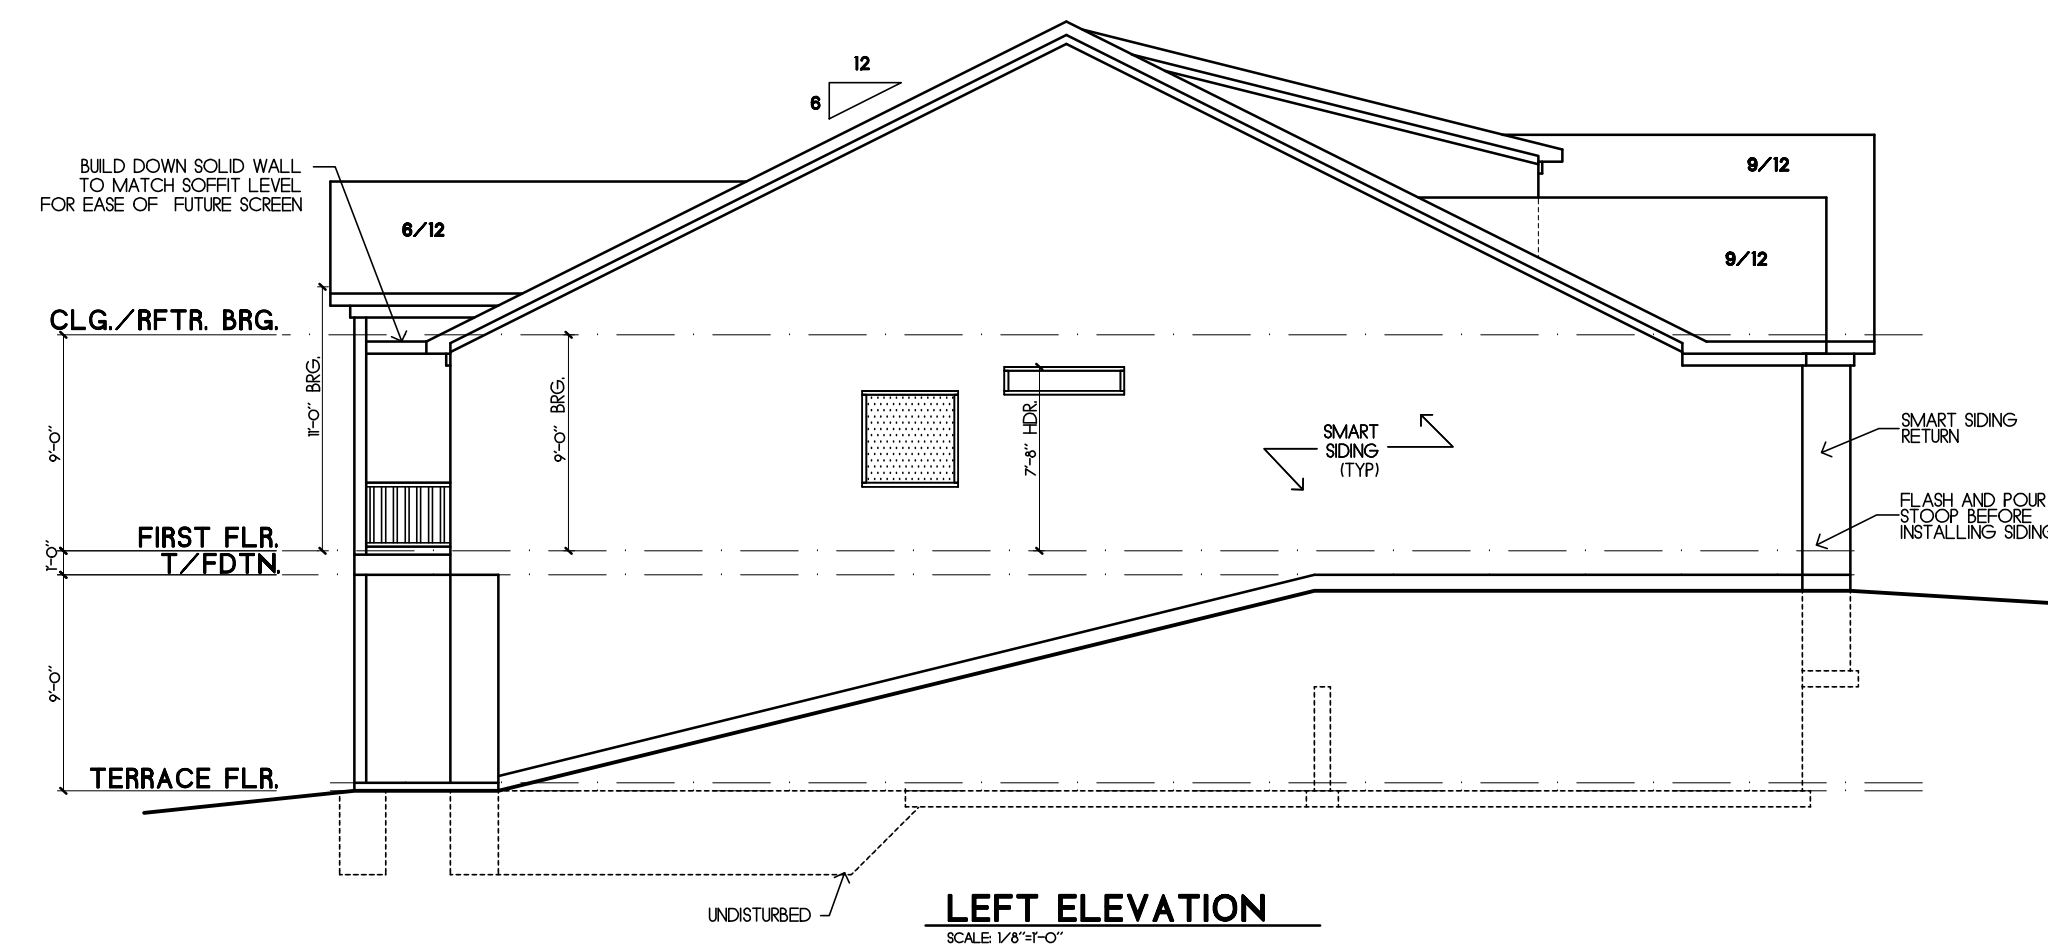 12
6
BUILD DOWN SOLID WALL
TO MATCH SOFFIT LEVEL
FOR EASE OF FUTURE SCREEN
9/12
6/12
9/12
CLG./RFTR. BRG.
11'-0" BRG.
9'-0" BRG.
7'-8" HDR.
9'-0"
SMART
SIDING
(TYP)
SMART SIDING
RETURN
FLASH AND POUR
STOOP BEFORE
INSTALLING SIDING
FIRST FLR.
1'-0"
T/FDTN.
9'-0"
TERRACE FLR.
UNDISTURBED
LEFT ELEVATION
SCALE: 1/8"=1'-0"